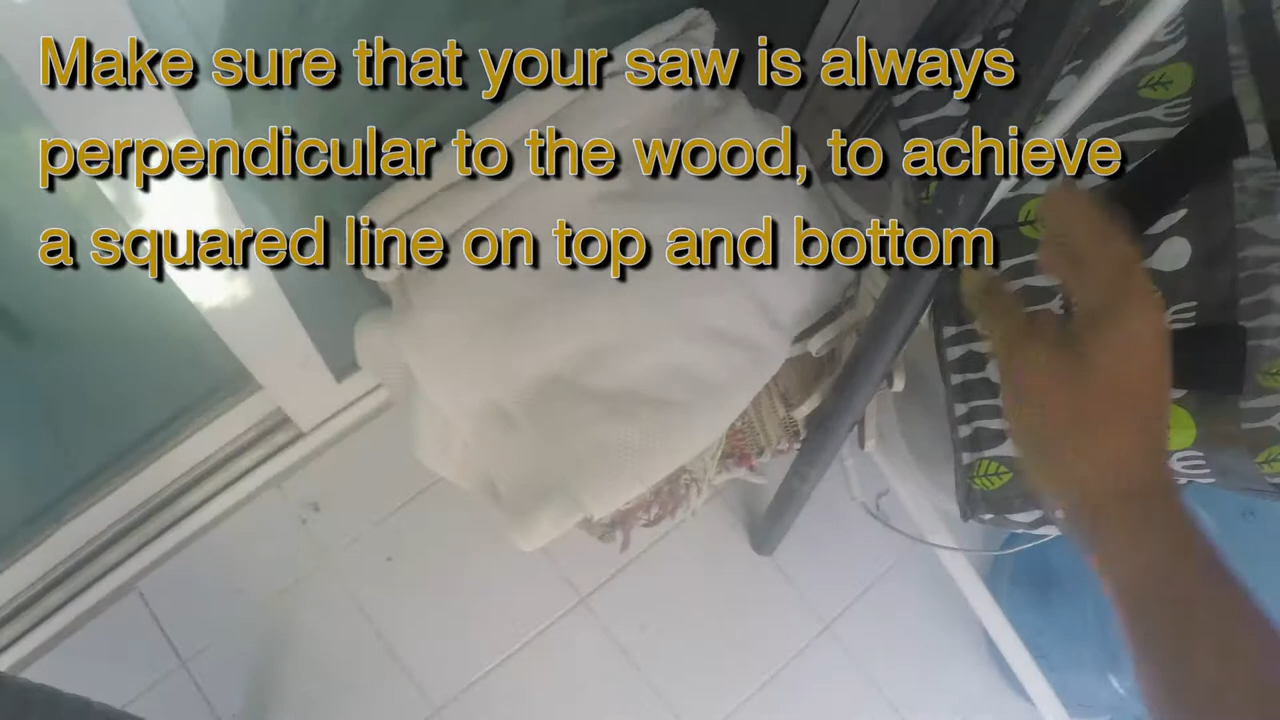 Make sure that your saw is always
perpendicular to the wood, to achieve
a squared line on top and bottom